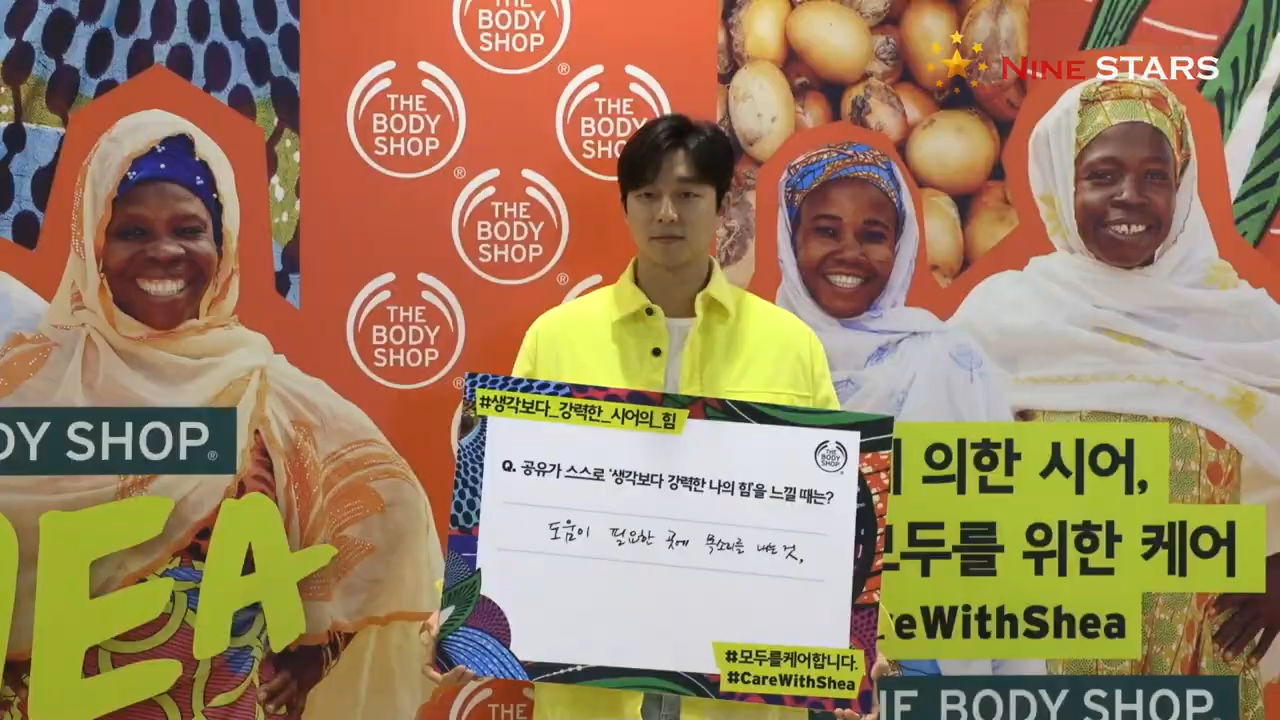 NINE STARS
THE
BODY
SHOP
THE
BODY
SHOP
THE
BODY
SHOP
THE
BODY
SHOP
DY SHOP
EA
#생각보다_강력한_시어의_힘
THE
BODY
SHOP
Q. 공유가 스스로 '생각보다 강력한 나의 힘'을 느낄 때는?
도움이 필요한 곳에 목소리를 내는 것,
#모두를케어합니다.
#CareWithShea
의한 시어,
모두를 위한 케어
reWithShea
HE BODY SHOP
THE